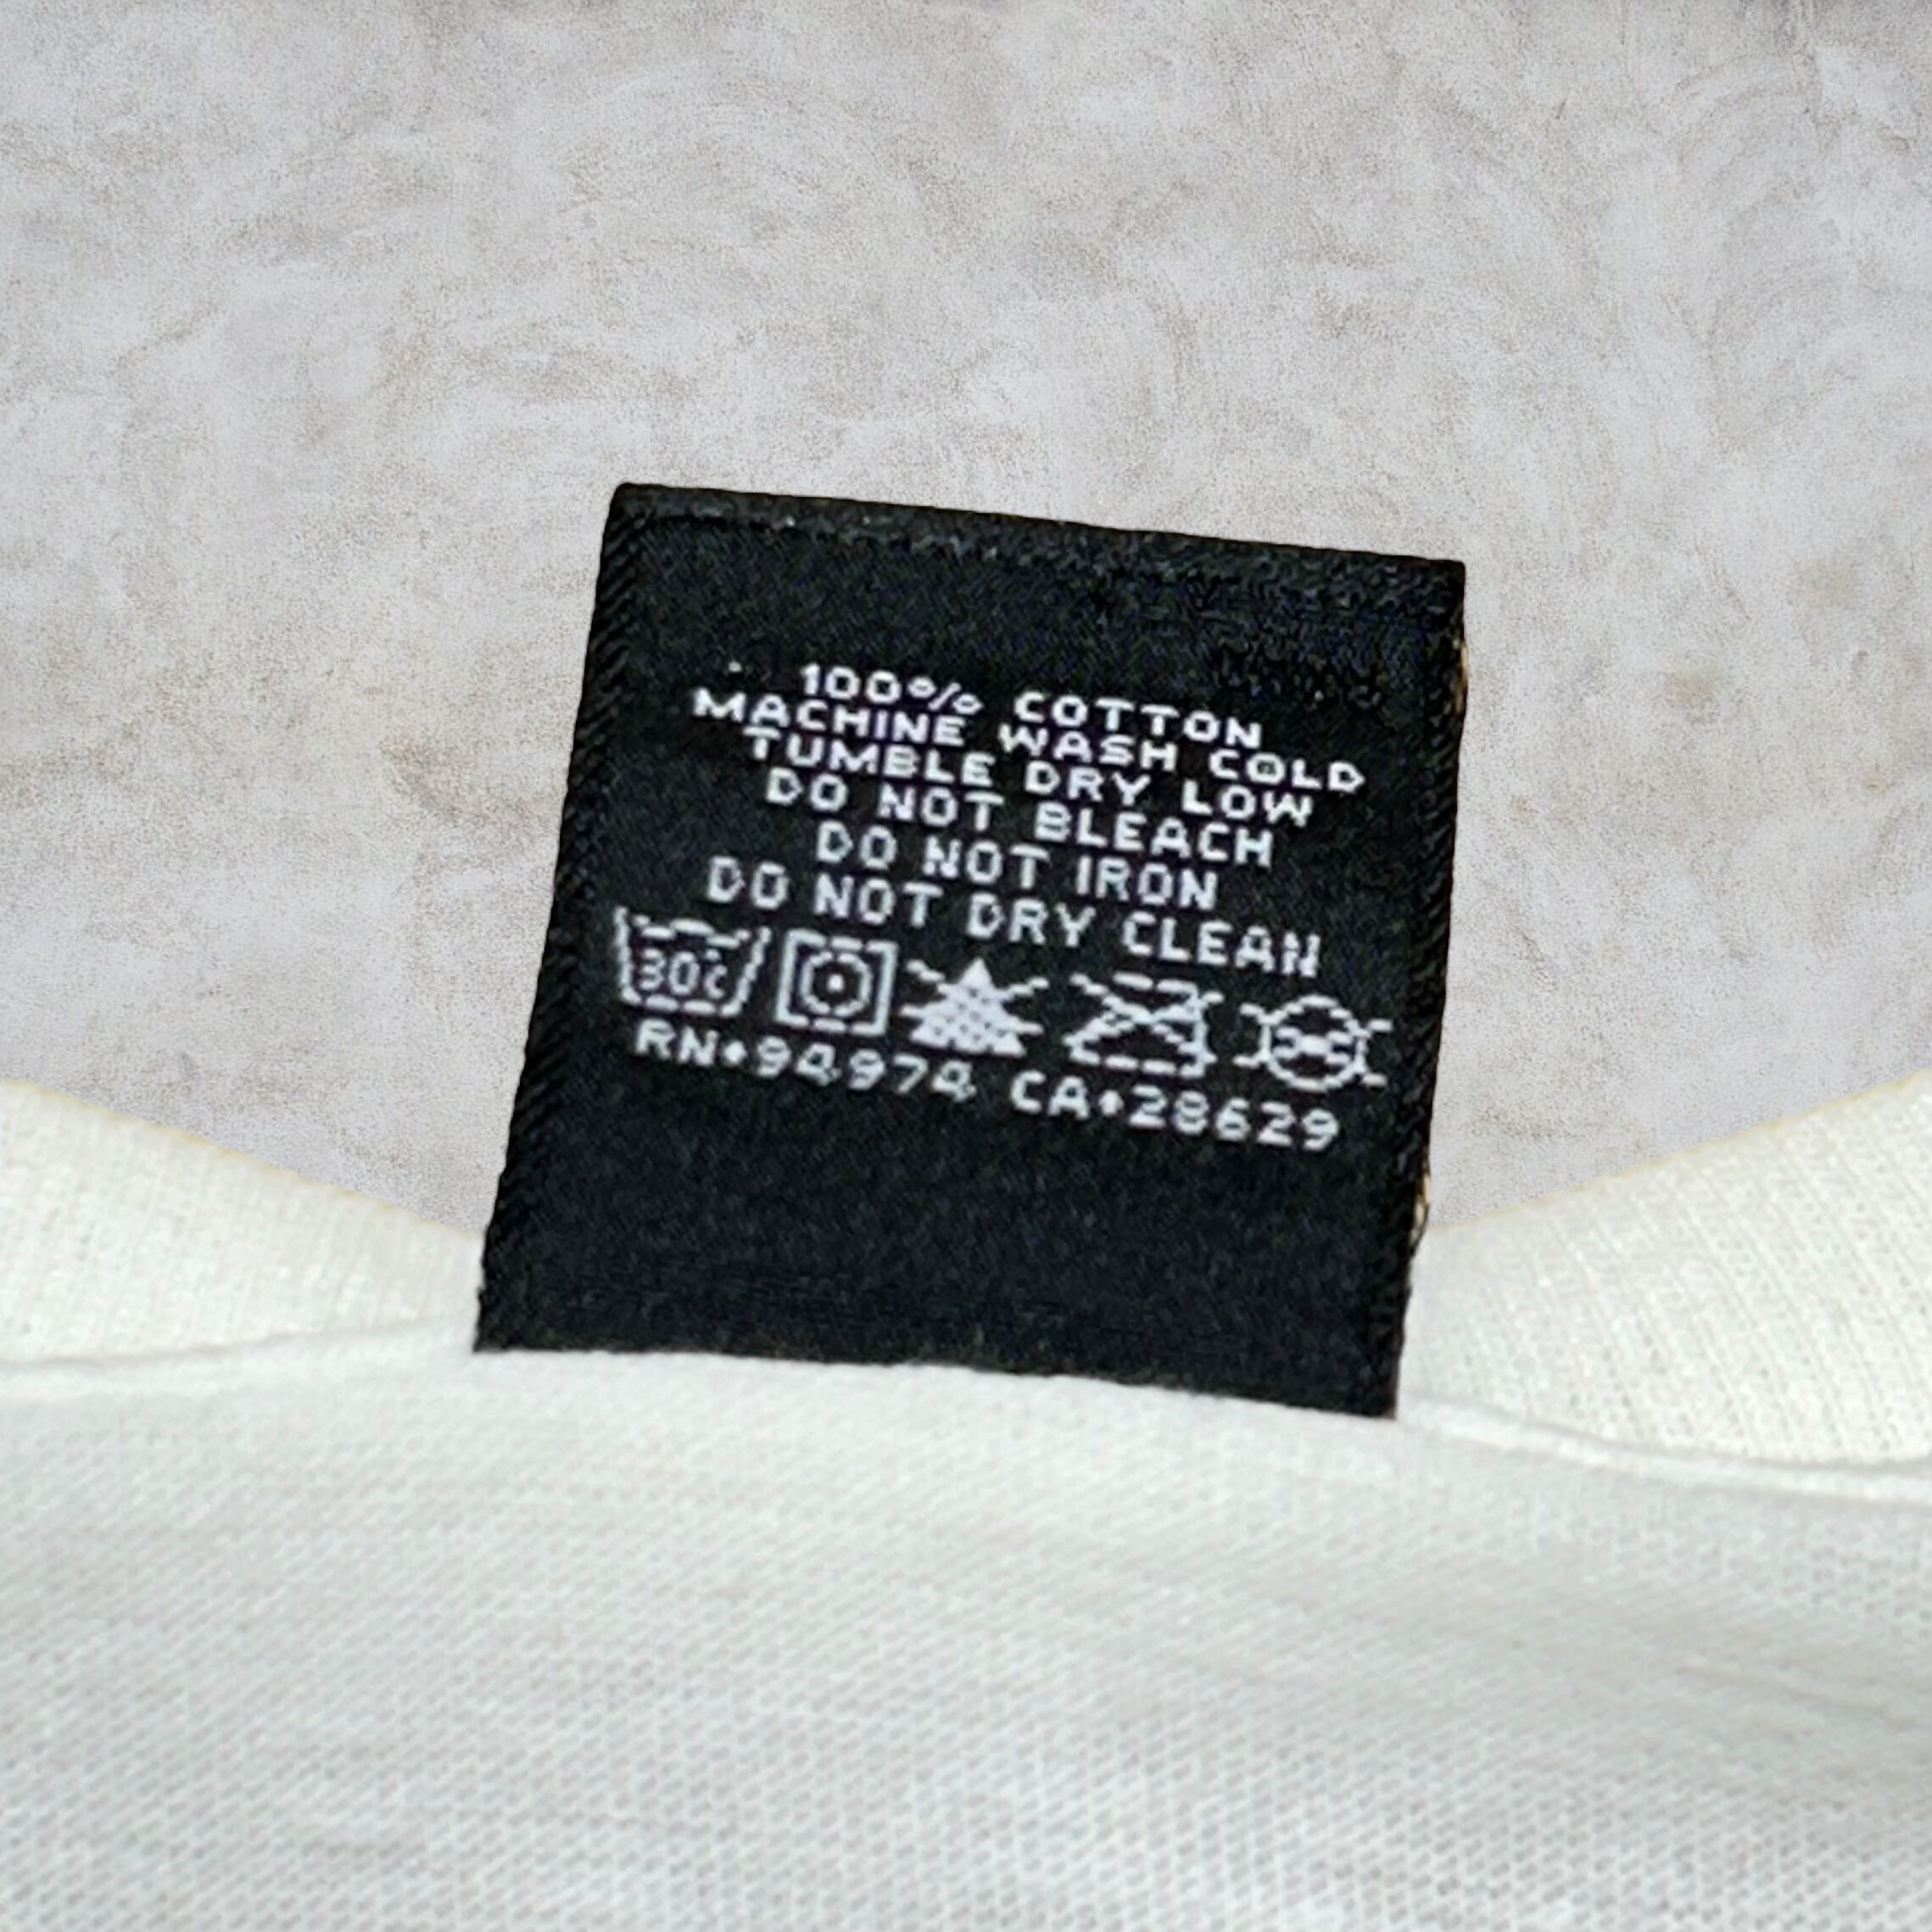 100% COTTON
MACHINE WASH COLD
TUMBLE DRY LOW
DO NOT BLEACH
DO NOT IRON
DO NOT DRY CLEAN
30c
RN•94974 CA•28629